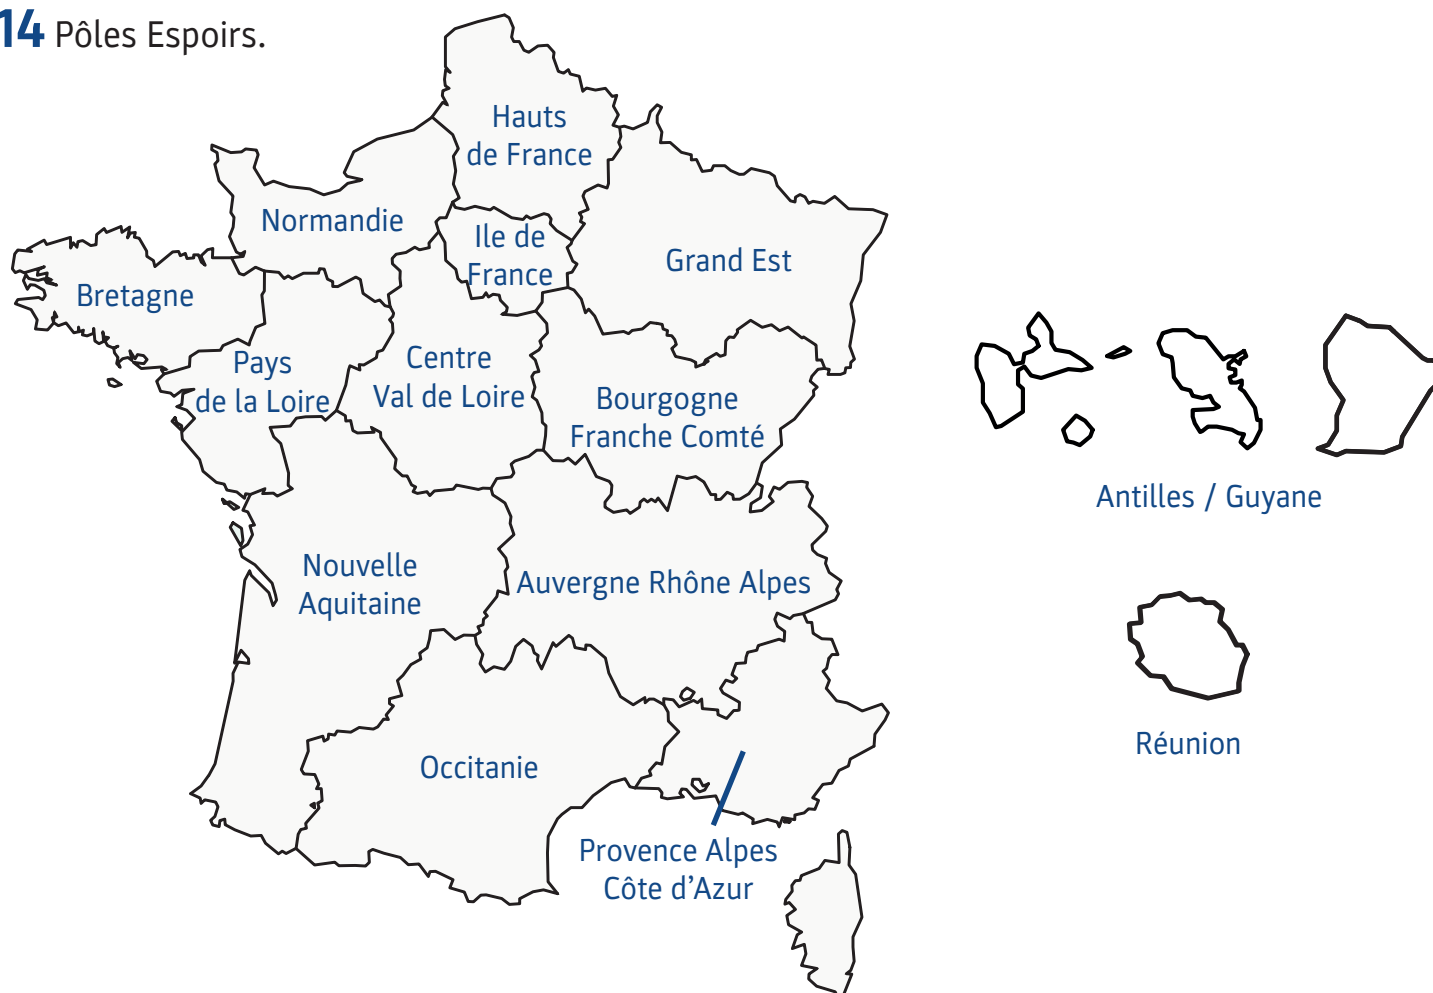 14 Pôles Espoirs.
Hauts
de France
Normandie
Ile de
France
Grand Est
Bretagne
Pays
de la Loire
Centre
Val de Loire
Bourgogne
Franche Comté
Antilles / Guyane
Nouvelle
Aquitaine
Auvergne Rhône Alpes
Réunion
Occitanie
Provence Alpes
Côte d’Azur